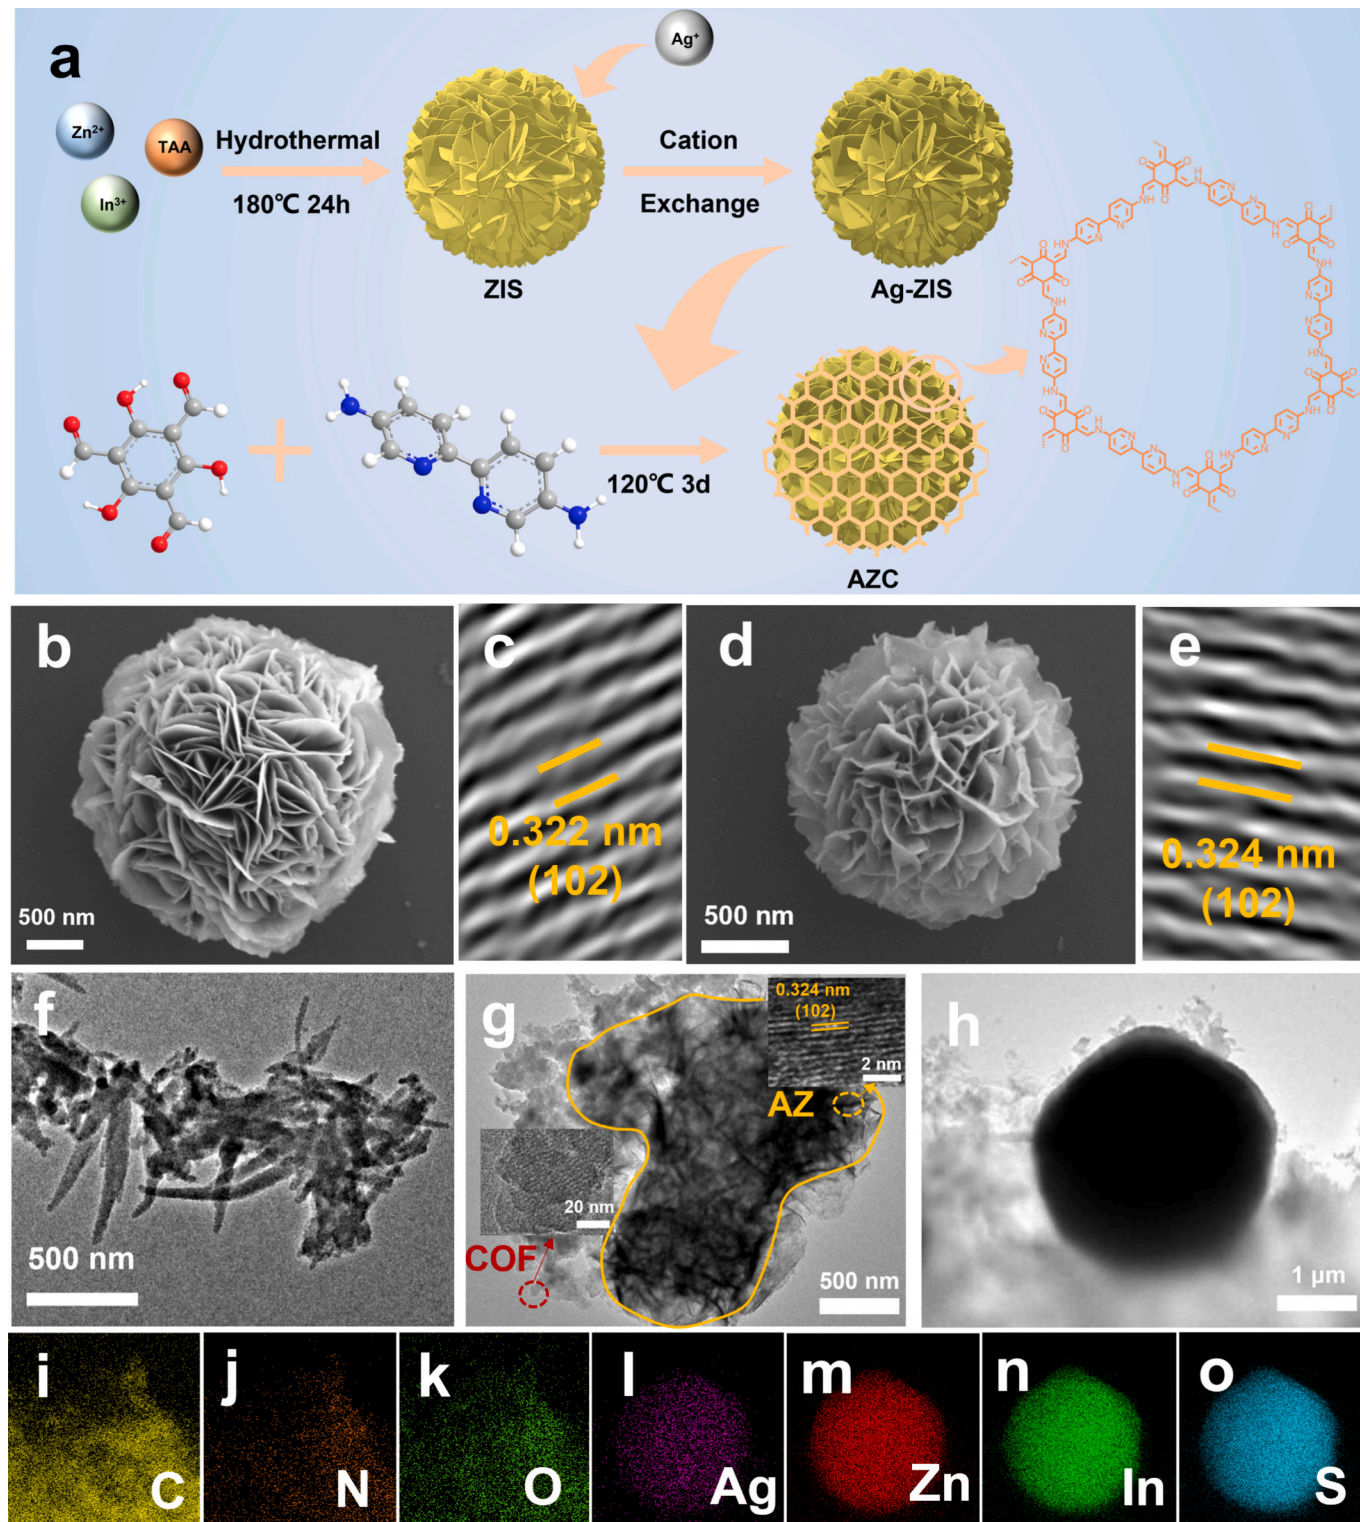 a
Ag⁺
Zn²⁺
TAA
In³⁺
Hydrothermal
180℃ 24h
Cation
Exchange
ZIS
Ag-ZIS
120℃ 3d
AZC
b
500 nm
c
0.322 nm
(102)
d
500 nm
e
0.324 nm
(102)
f
500 nm
g
0.324 nm
(102)
2 nm
AZ
20 nm
COF
500 nm
h
1 μm
i
C
j
N
k
O
l
Ag
m
Zn
n
In
o
S